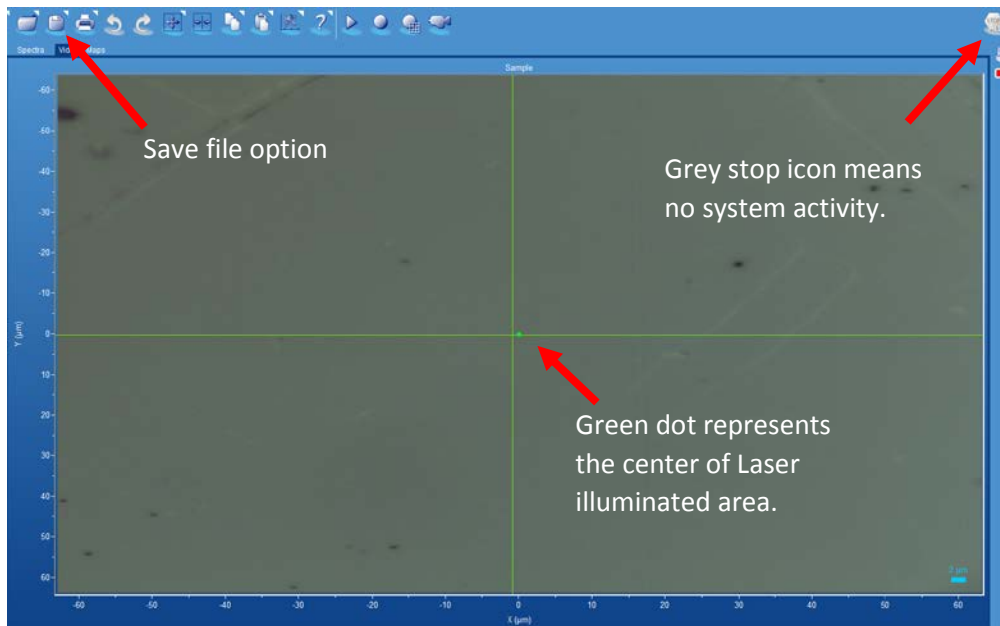 Spectra
Sample
Save file option
Grey stop icon means
no system activity.
Green dot represents
the center of Laser
illuminated area.
Y (µm)
-60
-50
-40
-30
-20
-10
0
10
20
30
40
50
60
-60 -50 -40 -30 -20 -10 0 10 20 30 40 50 60
X (µm)